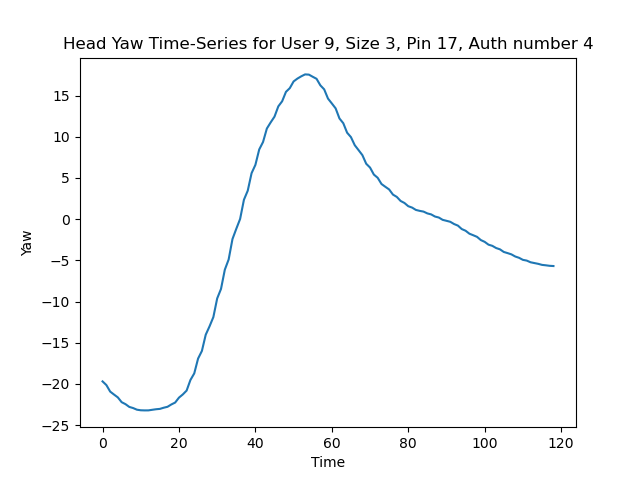 Head Yaw Time-Series for User 9, Size 3, Pin 17, Auth number 4
15
10
5
0
−5
−10
−15
−20
−25
Yaw
0 20 40 60 80 100 120
Time